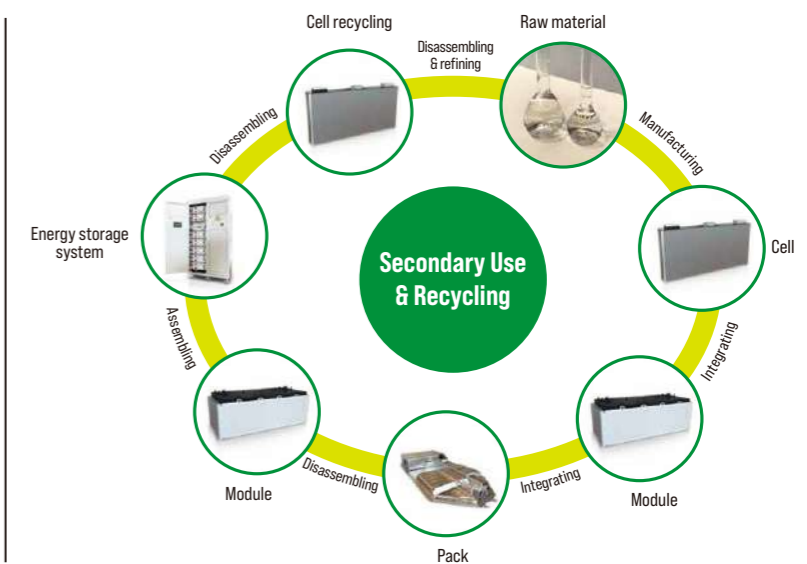 Cell recycling
Disassembling
& refining
Raw material
Manufacturing
Cell
Integrating
Module
Integrating
Pack
Disassembling
Module
Assembling
Energy storage
system
Disassembling
Secondary Use
& Recycling